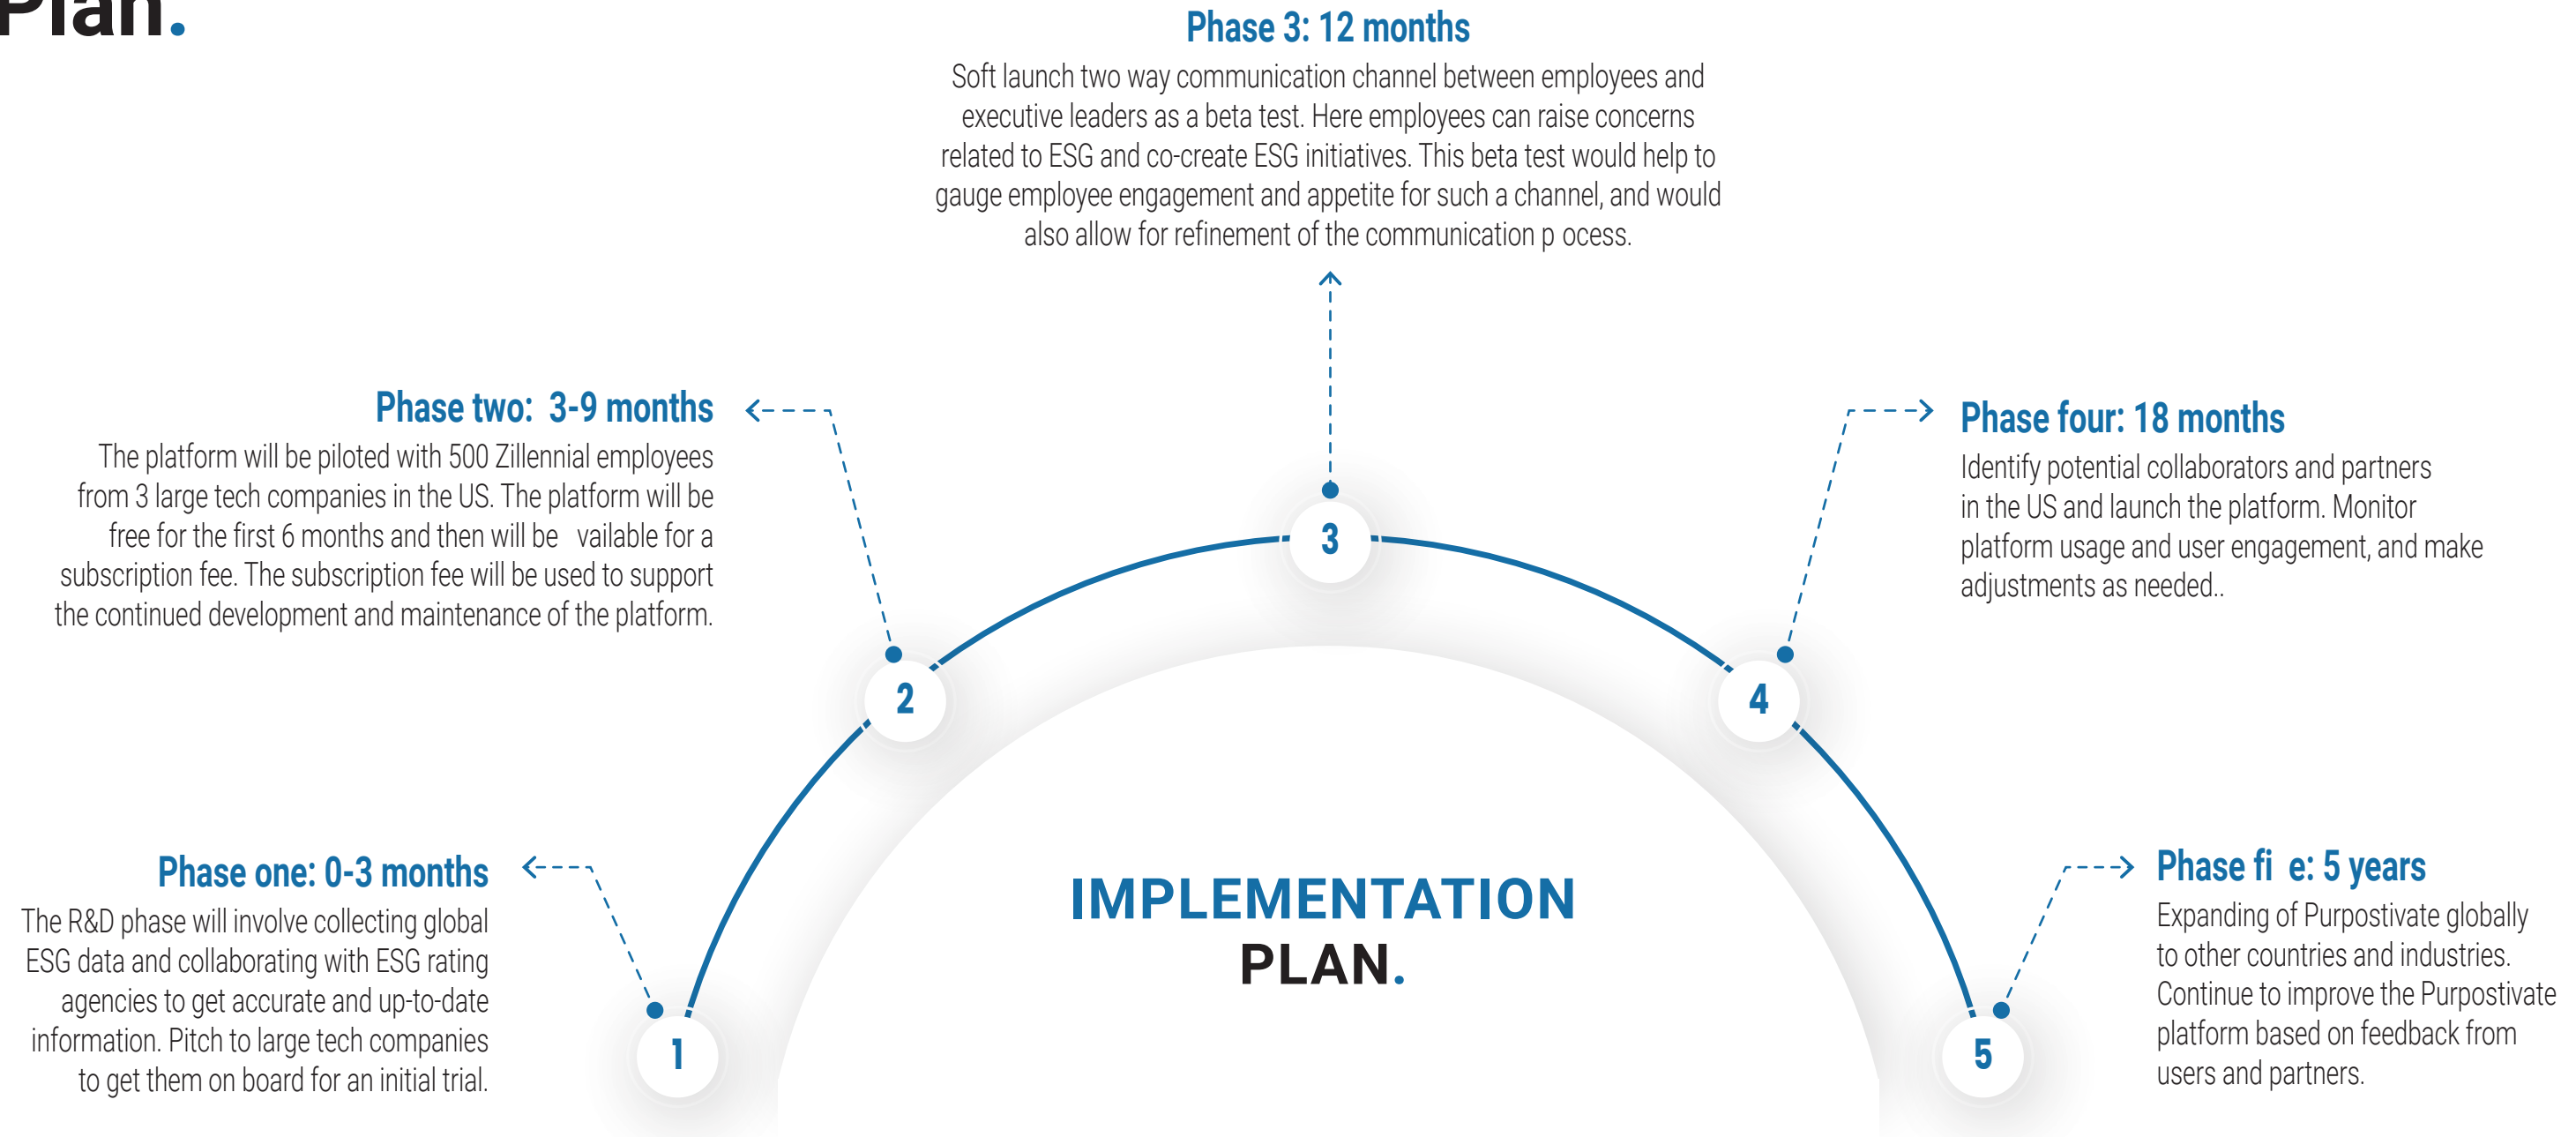 Plan.
Phase 3: 12 months
Soft launch two way communication channel between employees and
executive leaders as a beta test. Here employees can raise concerns
related to ESG and co-create ESG initiatives. This beta test would help to
gauge employee engagement and appetite for such a channel, and would
also allow for refinement of the communication p ocess.
Phase two: 3-9 months
The platform will be piloted with 500 Zillennial employees
from 3 large tech companies in the US. The platform will be
free for the first 6 months and then will be vailable for a
subscription fee. The subscription fee will be used to support
the continued development and maintenance of the platform.
Phase four: 18 months
Identify potential collaborators and partners
in the US and launch the platform. Monitor
platform usage and user engagement, and make
adjustments as needed..
3
2
4
Phase one: 0-3 months
The R&D phase will involve collecting global
ESG data and collaborating with ESG rating
agencies to get accurate and up-to-date
information. Pitch to large tech companies
to get them on board for an initial trial.
IMPLEMENTATION
PLAN.
Phase fi e: 5 years
Expanding of Purpostivate globally
to other countries and industries.
Continue to improve the Purpostivate
platform based on feedback from
users and partners.
1
5